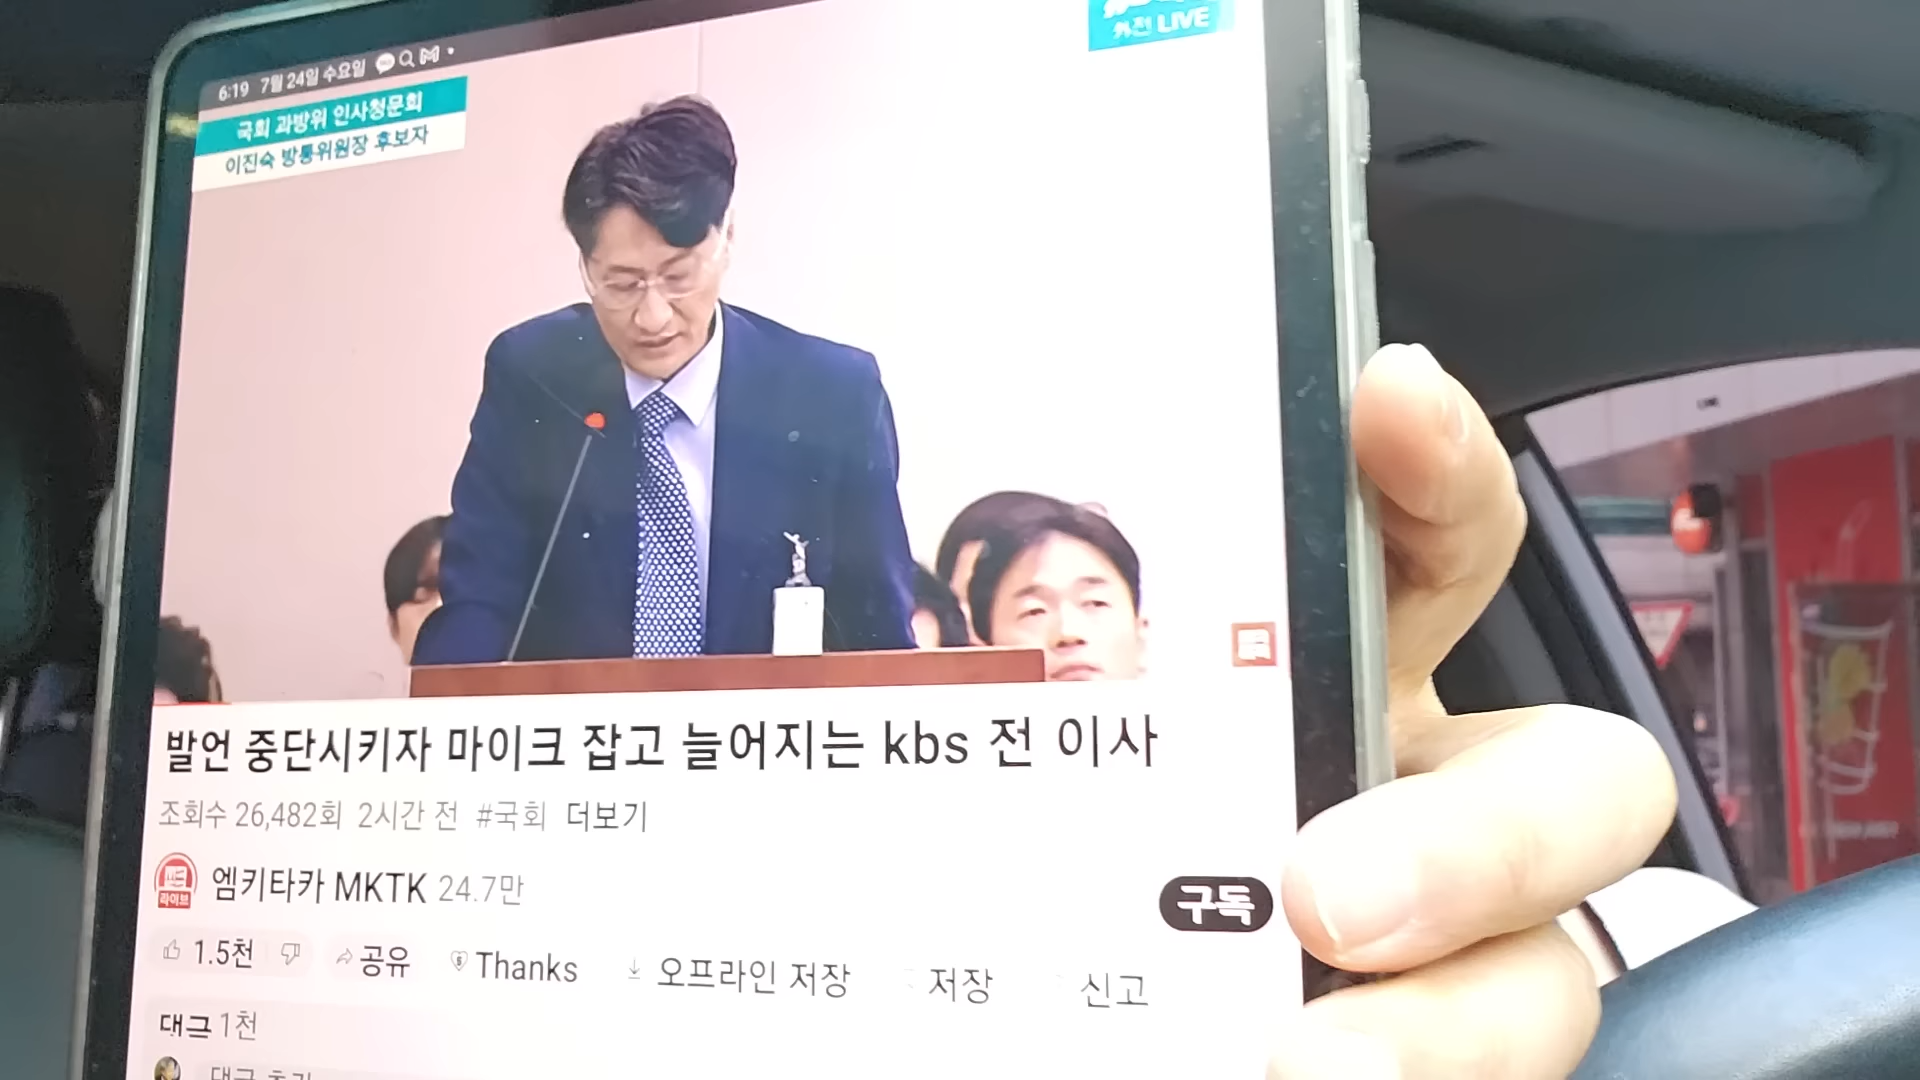 6:19 7월 24일 수요일
外전 LIVE
국회 과방위 인사청문회
이진숙 방통위원장 후보자
발언 중단시키자 마이크 잡고 늘어지는 kbs 전 이사
조회수 26,482회 2시간 전 #국회 더보기
라이브
엠키타카 MKTK 24.7만
구독
1.5천 공유 Thanks 오프라인 저장 저장 신고
댓글 1천